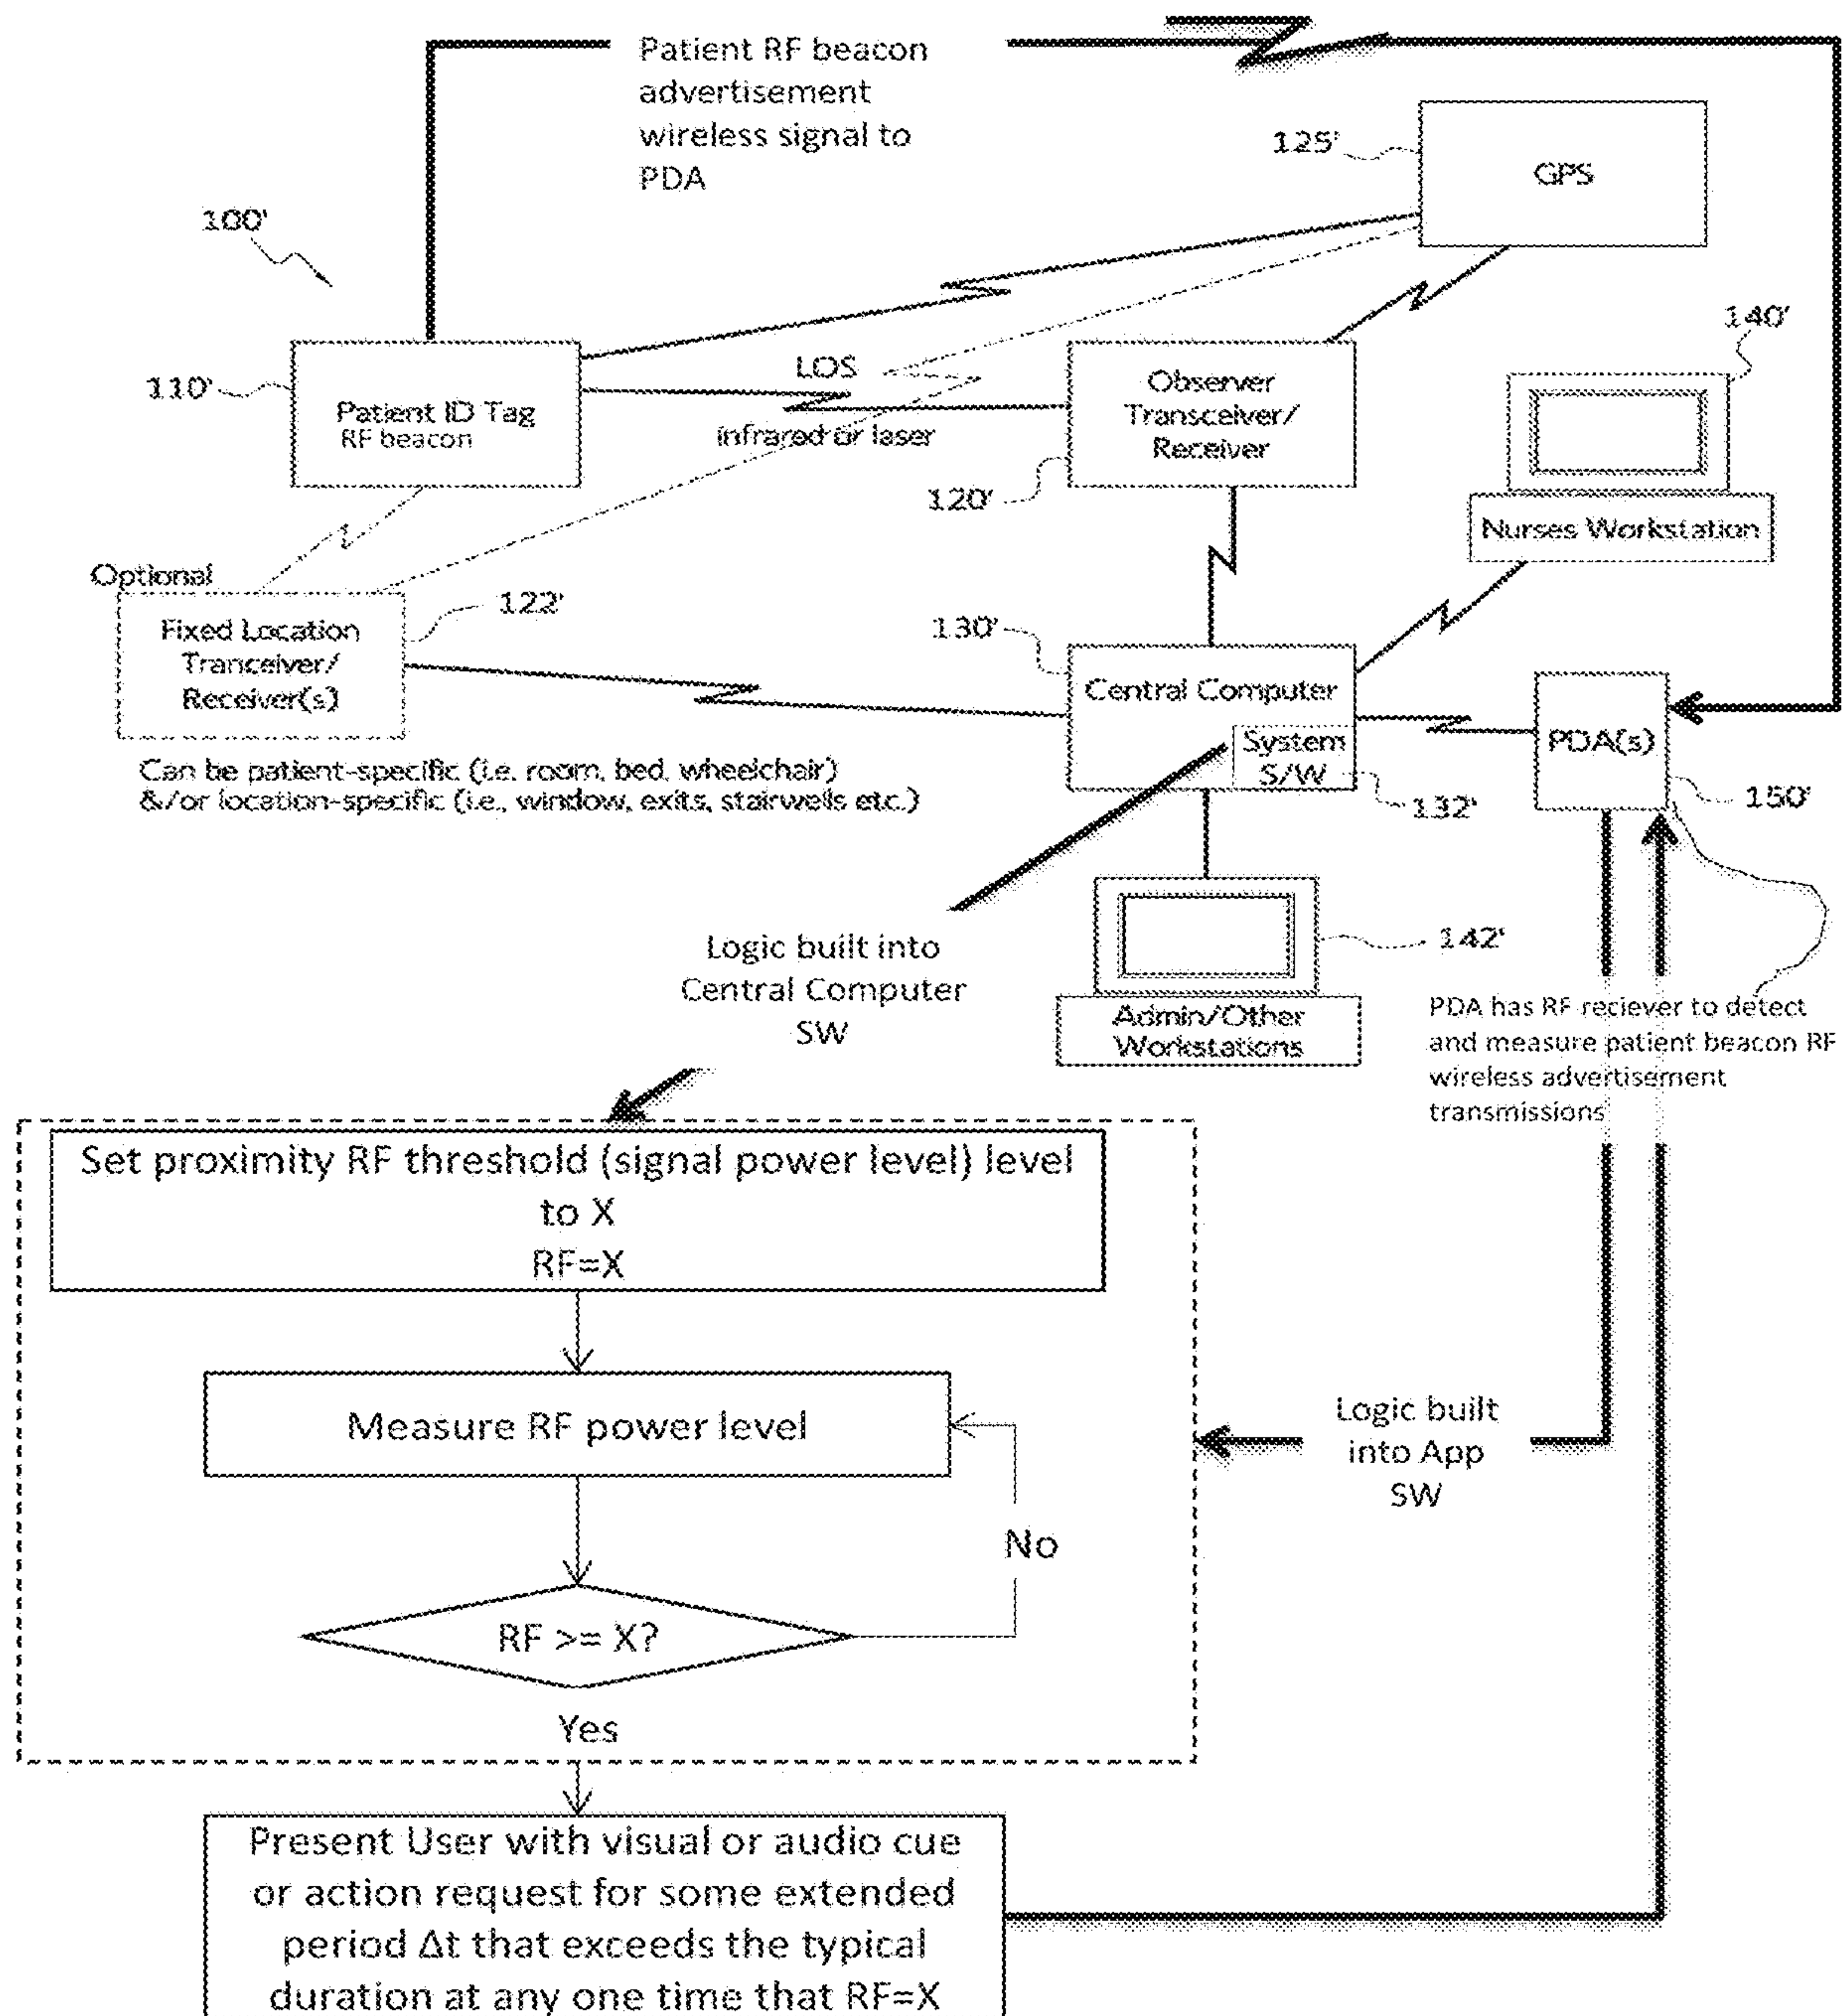 Patient RF beacon
advertisement
wireless signal to
PDA
125'
GPS
100'
140'
110'
Patient ID Tag
RF beacon
LOS
infrared or laser
Observer
Transceiver/
Receiver
120'
Nurses Workstation
Optional
Fixed Location
Tranceiver/
Receiver(s)
122'
130'
Central Computer
System
S/W
132'
PDA(s)
150'
Can be patient-specific (i.e. room, bed, wheelchair)
&/or location-specific (i.e., window, exits, stairwells etc.)
Logic built into
Central Computer
SW
142'
Admin/Other
Workstations
PDA has RF reciever to detect
and measure patient beacon RF
wireless advertisement
transmissions
Set proximity RF threshold (signal power level) level
to X
RF=X
Measure RF power level
Logic built
into App
SW
No
RF >= X?
Yes
Present User with visual or audio cue
or action request for some extended
period Δt that exceeds the typical
duration at any one time that RF=X